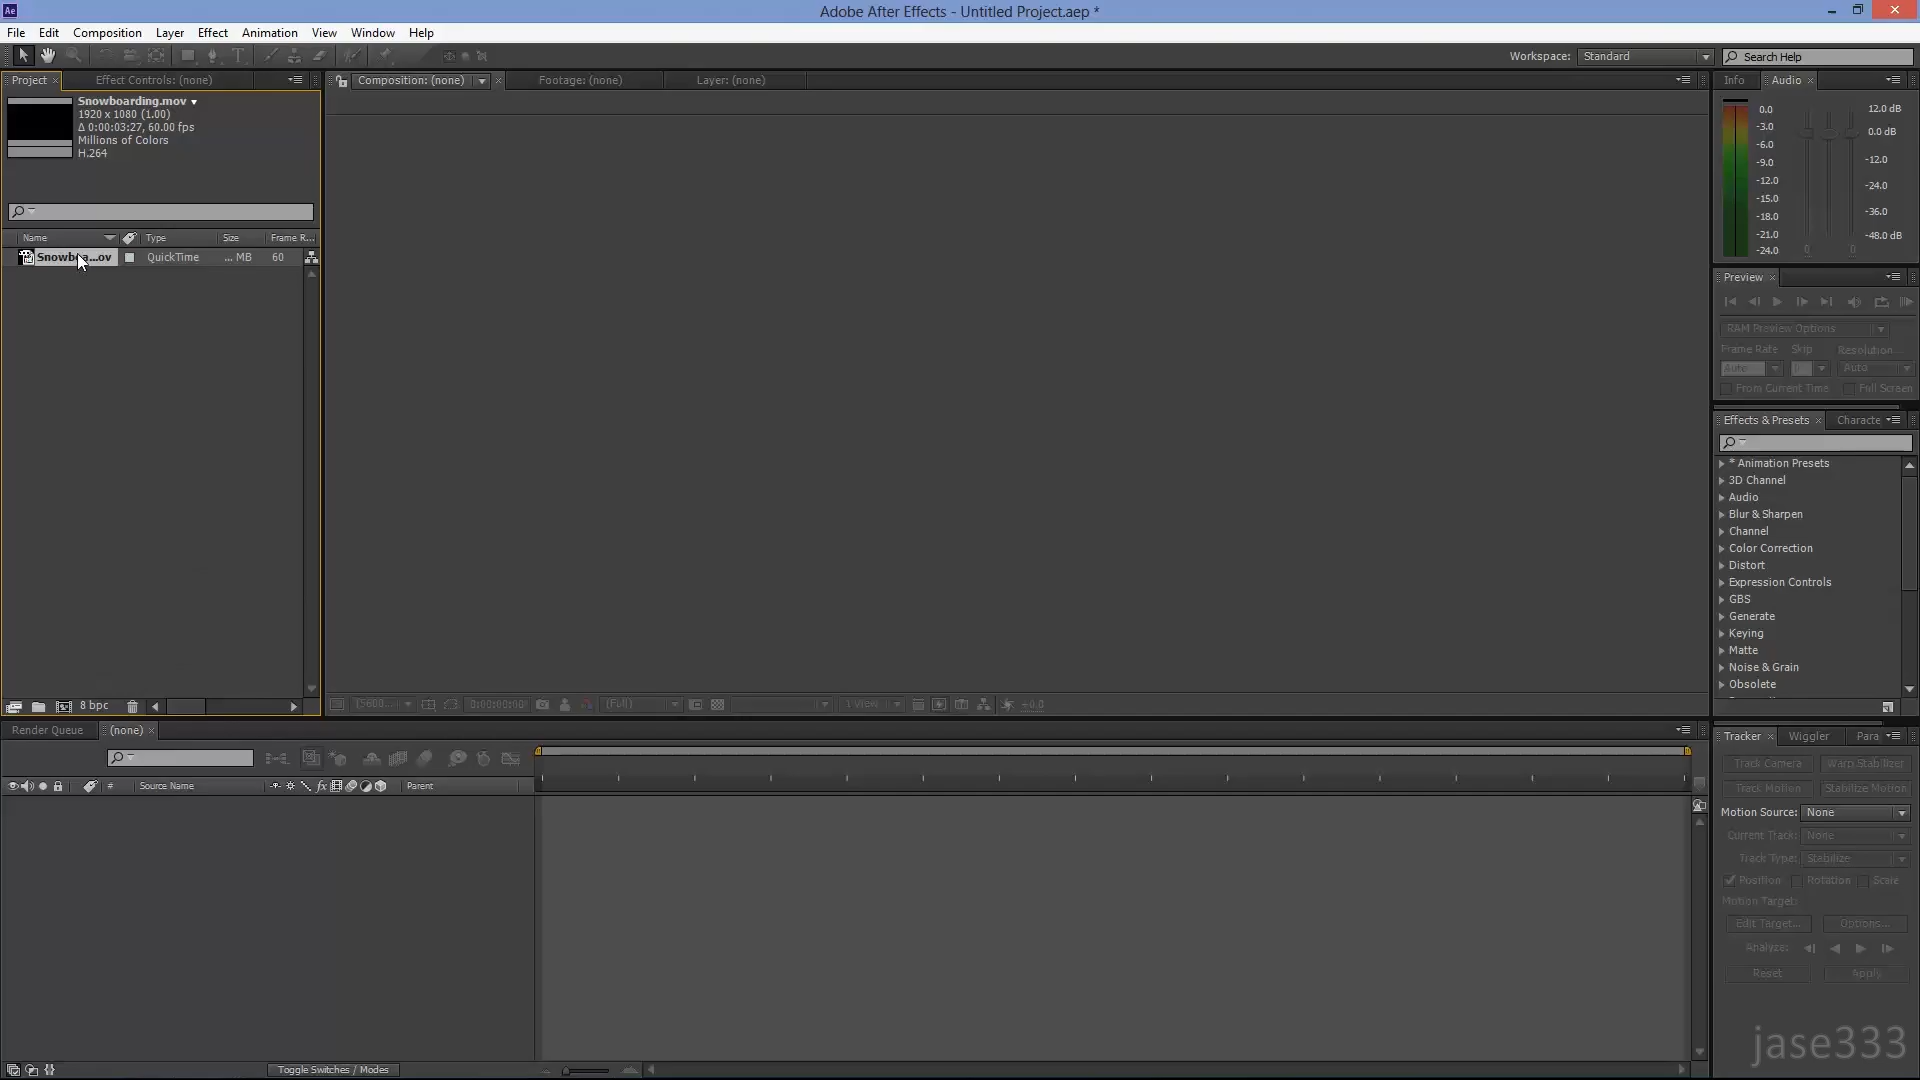 Ae
Adobe After Effects - Untitled Project.aep *
File Edit Composition Layer Effect Animation View Window Help
Workspace: Standard Search Help
Project × Effect Controls: (none)
Composition: (none) × Footage: (none) Layer: (none)
Info Audio ×
Snowboarding.mov
1920 x 1080 (1.00)
Δ 0:00:03:27, 60.00 fps
Millions of Colors
H.264
0.0
-3.0
-6.0
-9.0
-12.0
-15.0
-18.0
-21.0
-24.0
12.0 dB
0.0 dB
-12.0
-24.0
-36.0
-48.0 dB
0 0
Name Type Size Frame R...
Snowboa...ov QuickTime ... MB 60
Preview ×
RAM Preview Options
Frame Rate Skip Resolution
Auto 0 Auto
From Current Time Full Screen
Effects & Presets × Characte
* Animation Presets
3D Channel
Audio
Blur & Sharpen
Channel
Color Correction
Distort
Expression Controls
GBS
Generate
Keying
Matte
Noise & Grain
Obsolete
8 bpc
0:00:00:00 (Full) 1 View +0.0
Render Queue (none) ×
# Source Name fx Parent
Toggle Switches / Modes
Tracker × Wiggler Para
Track Camera Warp Stabilizer
Track Motion Stabilize Motion
Motion Source: None
Current Track: None
Track Type: Stabilize
Position Rotation Scale
Motion Target:
Edit Target... Options...
Analyze:
Reset Apply
jase333